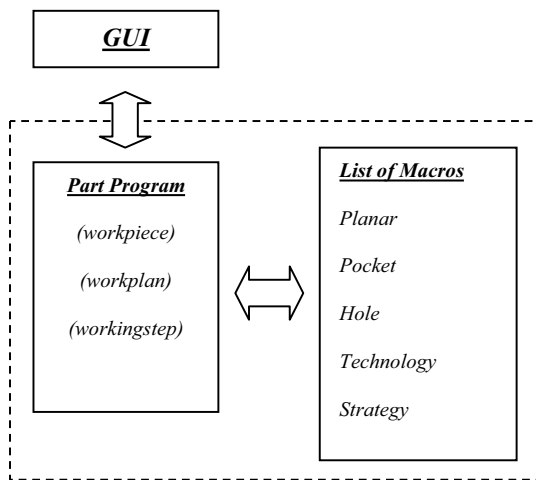 GUI
Part Program
(workpiece)
(workplan)
(workingstep)
List of Macros
Planar
Pocket
Hole
Technology
Strategy